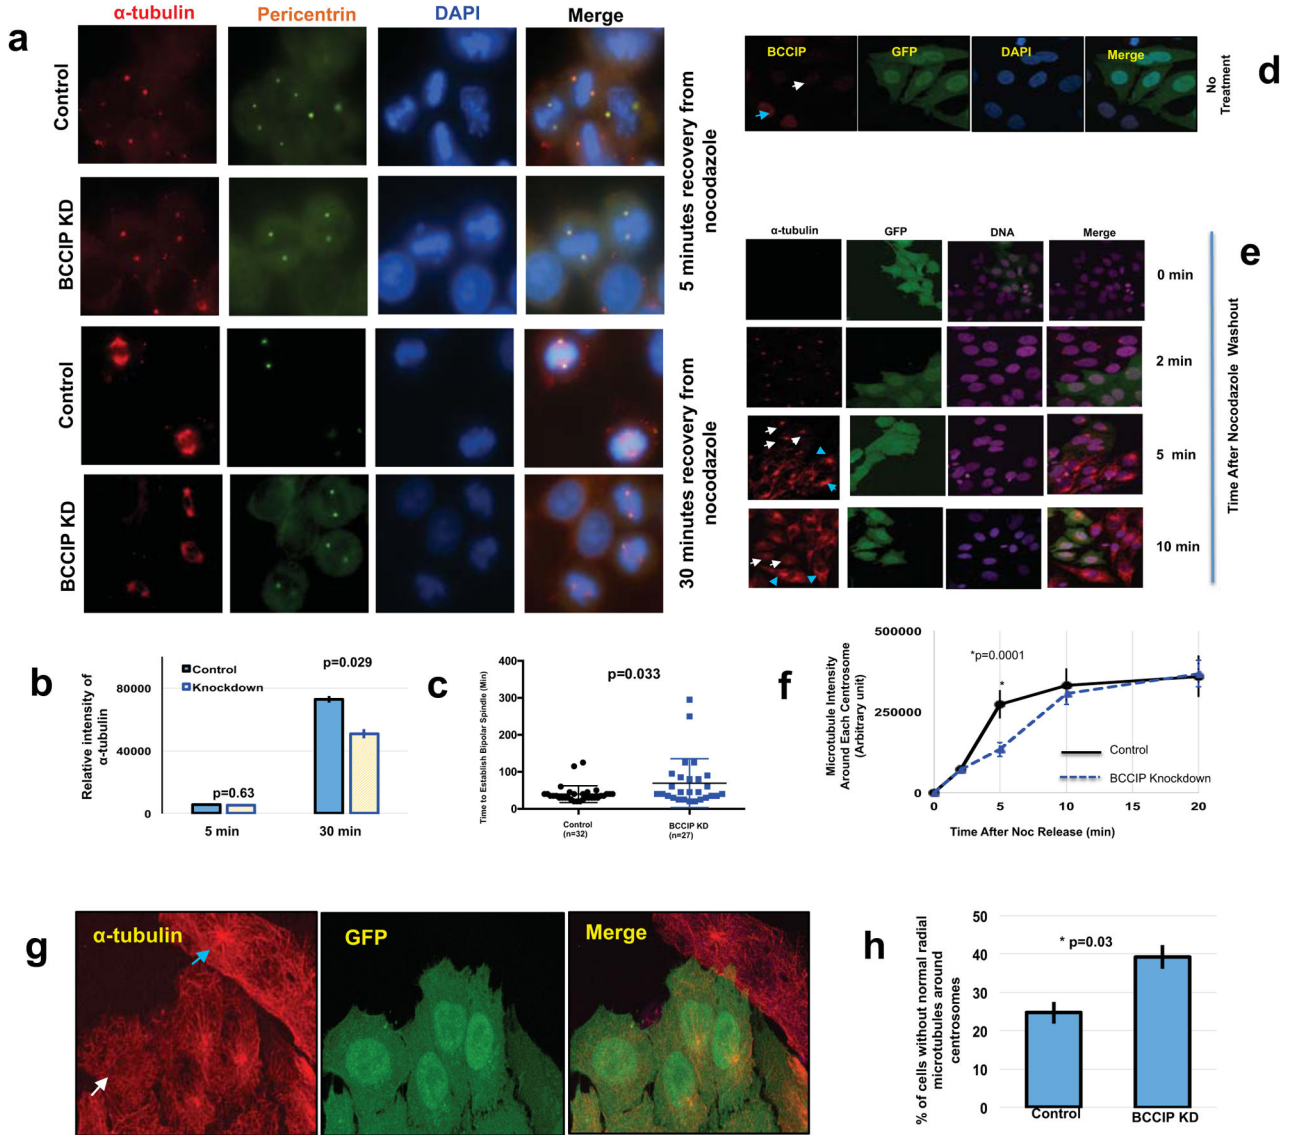 a
α-tubulin Pericentrin DAPI Merge
Control
BCCIP KD
5 minutes recovery from
nocodazole
Control
BCCIP KD
30 minutes recovery from
nocodazole
d
BCCIP GFP DAPI Merge
No
Treatment
e
α-tubulin GFP DNA Merge
0 min
2 min
5 min
10 min
Time After Nocodazole Washout
b
Relative intensity of
α-tubulin
80000
40000
0
Control
Knockdown
p=0.029
p=0.63
5 min 30 min
c
Time to Establish Bipolar Spindle (Min)
400
300
200
100
0
p=0.033
Control
(n=32)
BCCIP KD
(n=27)
f
Microtubule Intensity
Around Each Centrosome
(Arbitrary unit)
500000
250000
0
*p=0.0001
*
Control
BCCIP Knockdown
0 5 10 15 20
Time After Noc Release (min)
g
α-tubulin GFP Merge
h
% of cells without normal radial
microtubules around
centrosomes
50
40
30
20
10
0
* p=0.03
Control BCCIP KD